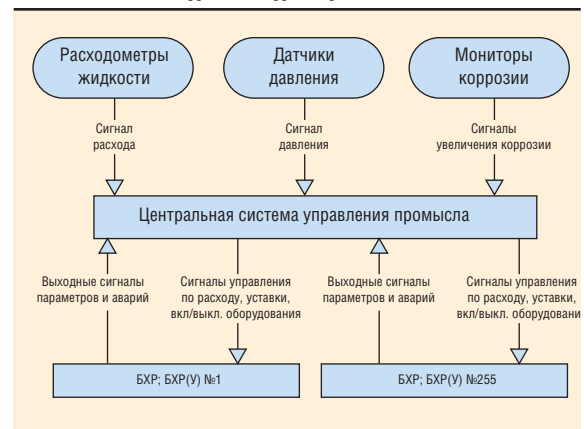 Расходометры
жидкости
Датчики
давления
Мониторы
коррозии
Сигнал
расхода
Сигнал
давления
Сигналы
увеличения коррозии
Центральная система управления промысла
Выходные сигналы
параметров и аварий
Сигналы управления
по расходу, уставки,
вкл/выкл. оборудования
Выходные сигналы
параметров и аварий
Сигналы управления
по расходу, уставки,
вкл/выкл. оборудовани
БХР; БХР(У) №1
БХР; БХР(У) №255